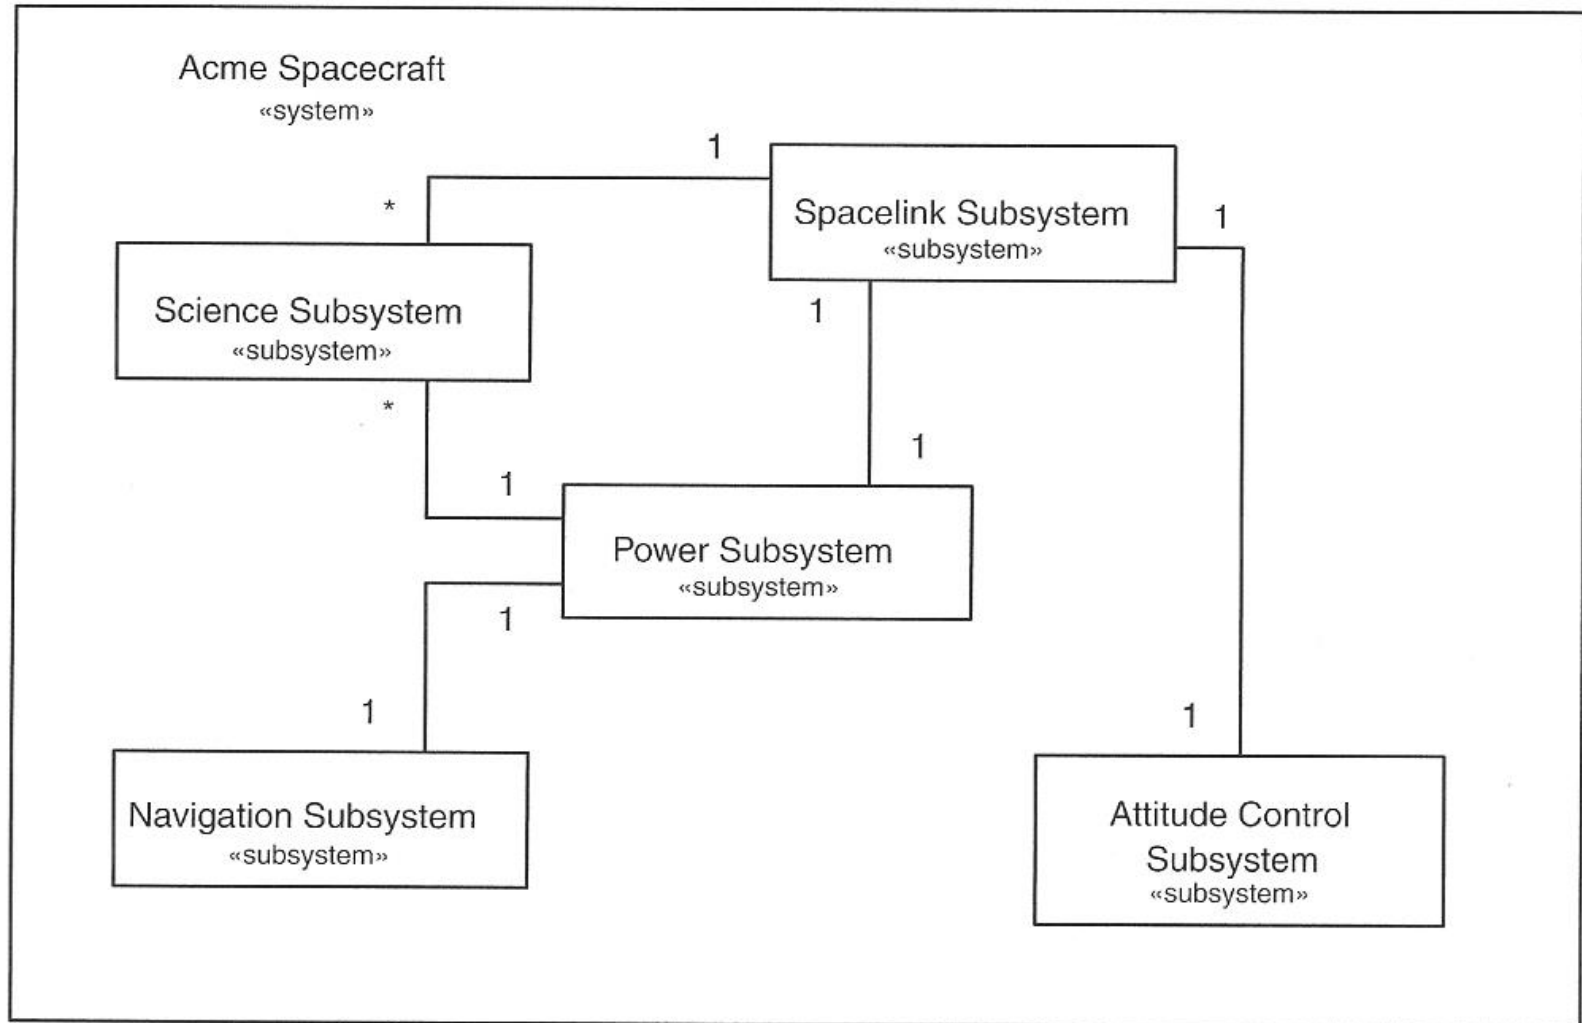 Acme Spacecraft
«system»
1
*
Spacelink Subsystem
«subsystem»
1
Science Subsystem
«subsystem»
1
*
1
1
Power Subsystem
«subsystem»
1
1
1
Navigation Subsystem
«subsystem»
Attitude Control
Subsystem
«subsystem»